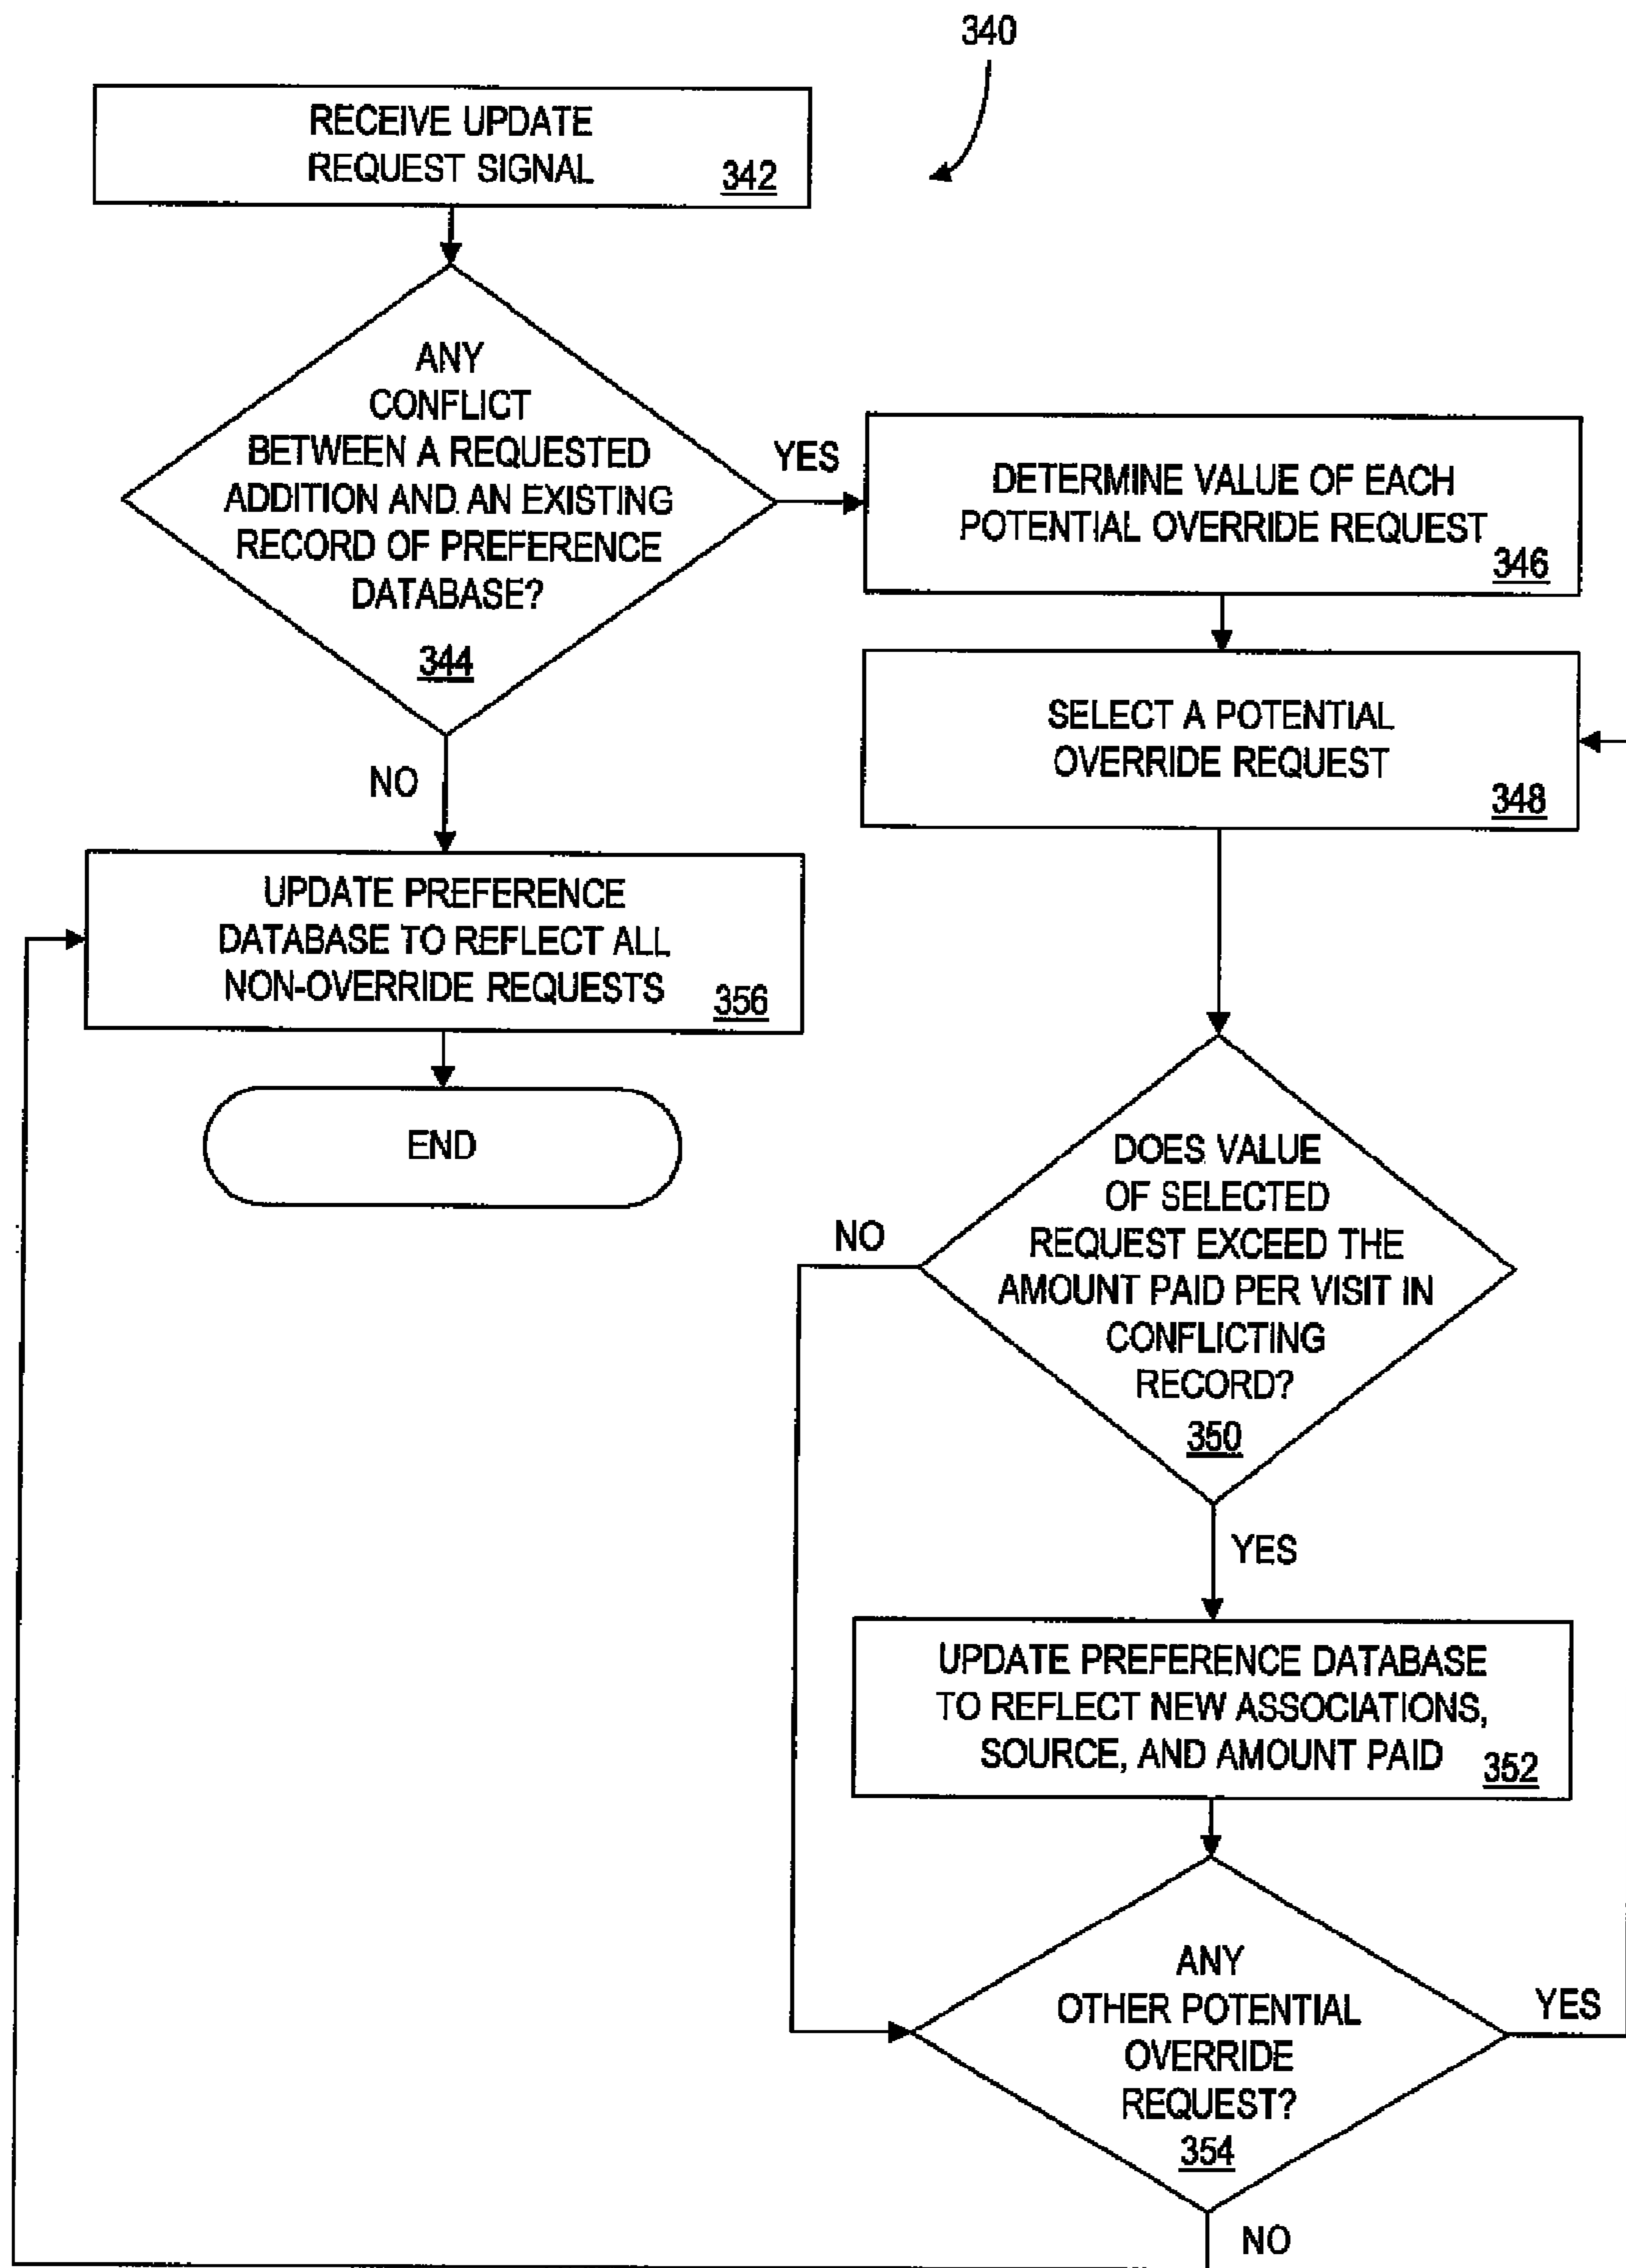 340
RECEIVE UPDATE
REQUEST SIGNAL
342
ANY
CONFLICT
BETWEEN A REQUESTED
ADDITION AND AN EXISTING
RECORD OF PREFERENCE
DATABASE?
344
YES
NO
DETERMINE VALUE OF EACH
POTENTIAL OVERRIDE REQUEST
346
SELECT A POTENTIAL
OVERRIDE REQUEST
348
UPDATE PREFERENCE
DATABASE TO REFLECT ALL
NON-OVERRIDE REQUESTS
356
END
DOES VALUE
OF SELECTED
REQUEST EXCEED THE
AMOUNT PAID PER VISIT IN
CONFLICTING
RECORD?
350
NO
YES
UPDATE PREFERENCE DATABASE
TO REFLECT NEW ASSOCIATIONS,
SOURCE, AND AMOUNT PAID
352
ANY
OTHER POTENTIAL
OVERRIDE
REQUEST?
354
YES
NO